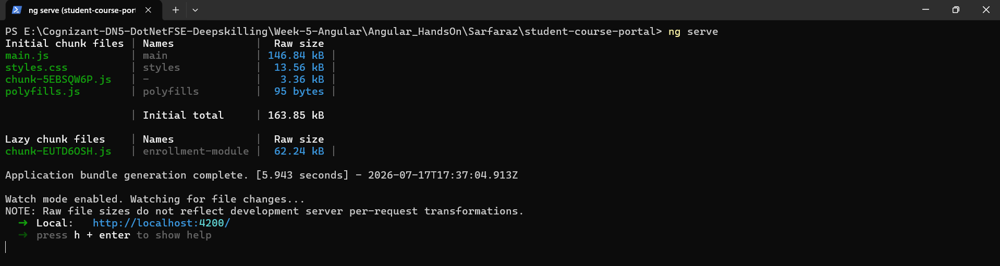 ng serve (student-course-port
PS E:\Cognizant-DN5-DotNetFSE-Deepskilling\Week-5-Angular\Angular_HandsOn\Sarfaraz\student-course-portal> ng serve
Initial chunk files | Names | Raw size
main.js | main | 146.84 kB |
styles.css | styles | 13.56 kB |
chunk-5EBSQW6P.js | - | 3.36 kB |
polyfills.js | polyfills | 95 bytes |
| Initial total | 163.85 kB
Lazy chunk files | Names | Raw size
chunk-EUTD6OSH.js | enrollment-module | 62.24 kB |
Application bundle generation complete. [5.943 seconds] - 2026-07-17T17:37:04.913Z
Watch mode enabled. Watching for file changes...
NOTE: Raw file sizes do not reflect development server per-request transformations.
➜ Local: http://localhost:4200/
➜ press h + enter to show help